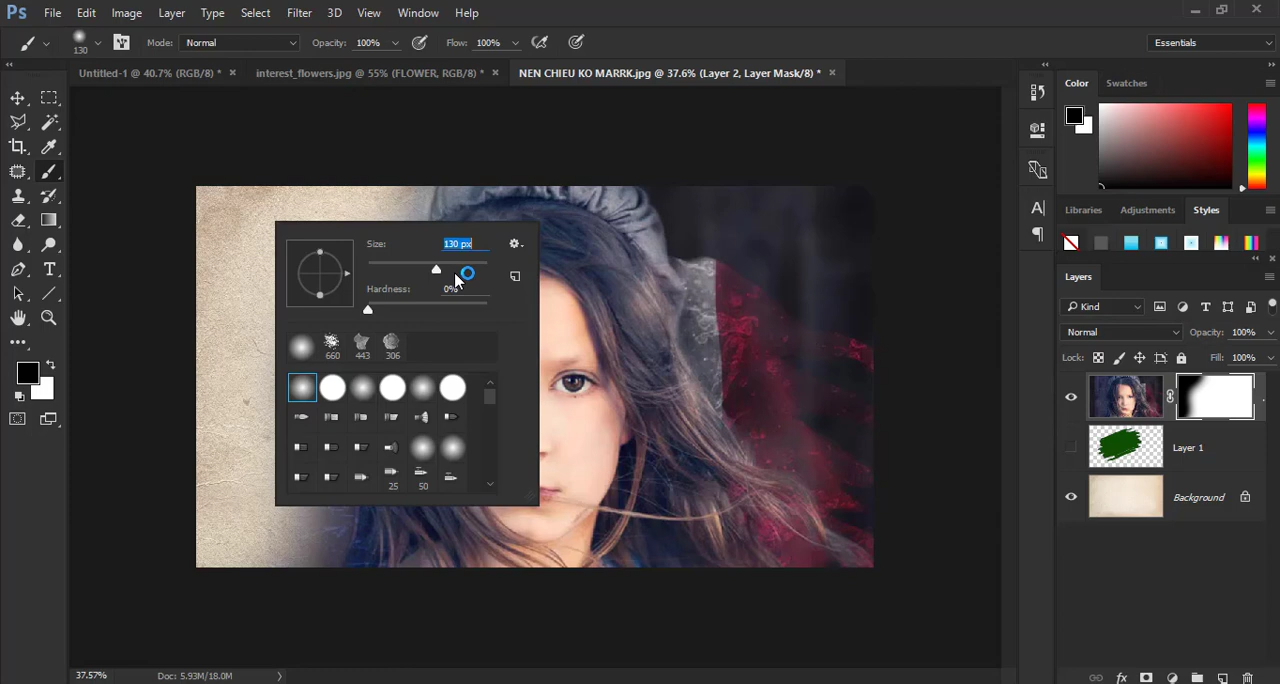 Ps File Edit Image Layer Type Select Filter 3D View Window Help
130 Mode: Normal Opacity: 100% Flow: 100% Essentials
Untitled-1 @ 40.7% (RGB/8) * interest_flowers.jpg @ 55% (FLOWER, RGB/8) * NEN CHIEU KO MARRK.jpg @ 37.6% (Layer 2, Layer Mask/8) *
Color Swatches
Libraries Adjustments Styles
Size: 130 px
Hardness: 0%
660 443 306
25 50
Layers
Kind
Normal Opacity: 100%
Lock: Fill: 100%
Layer 1
Background
37.57% Doc: 5.93M/18.0M